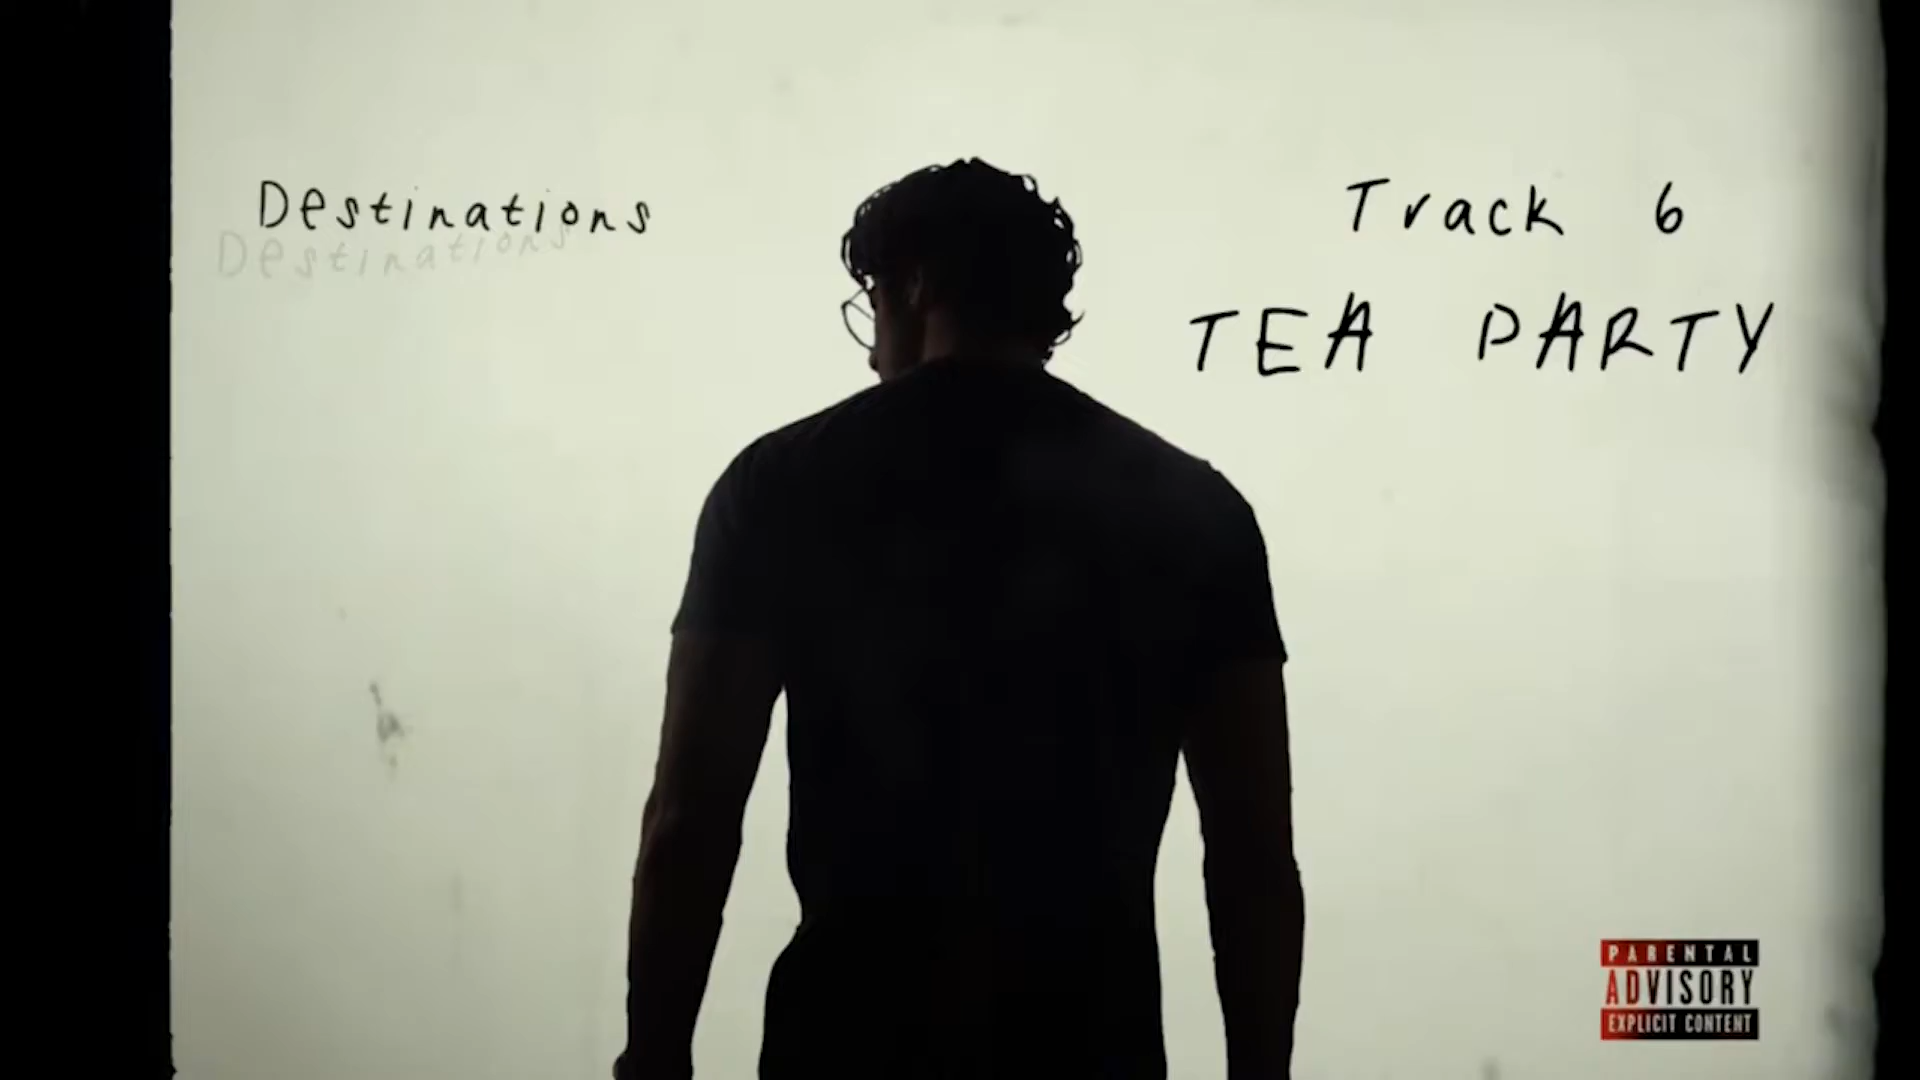 Destinations
Destinations
Track 6
TEA PARTY
PARENTAL
ADVISORY
EXPLICIT CONTENT